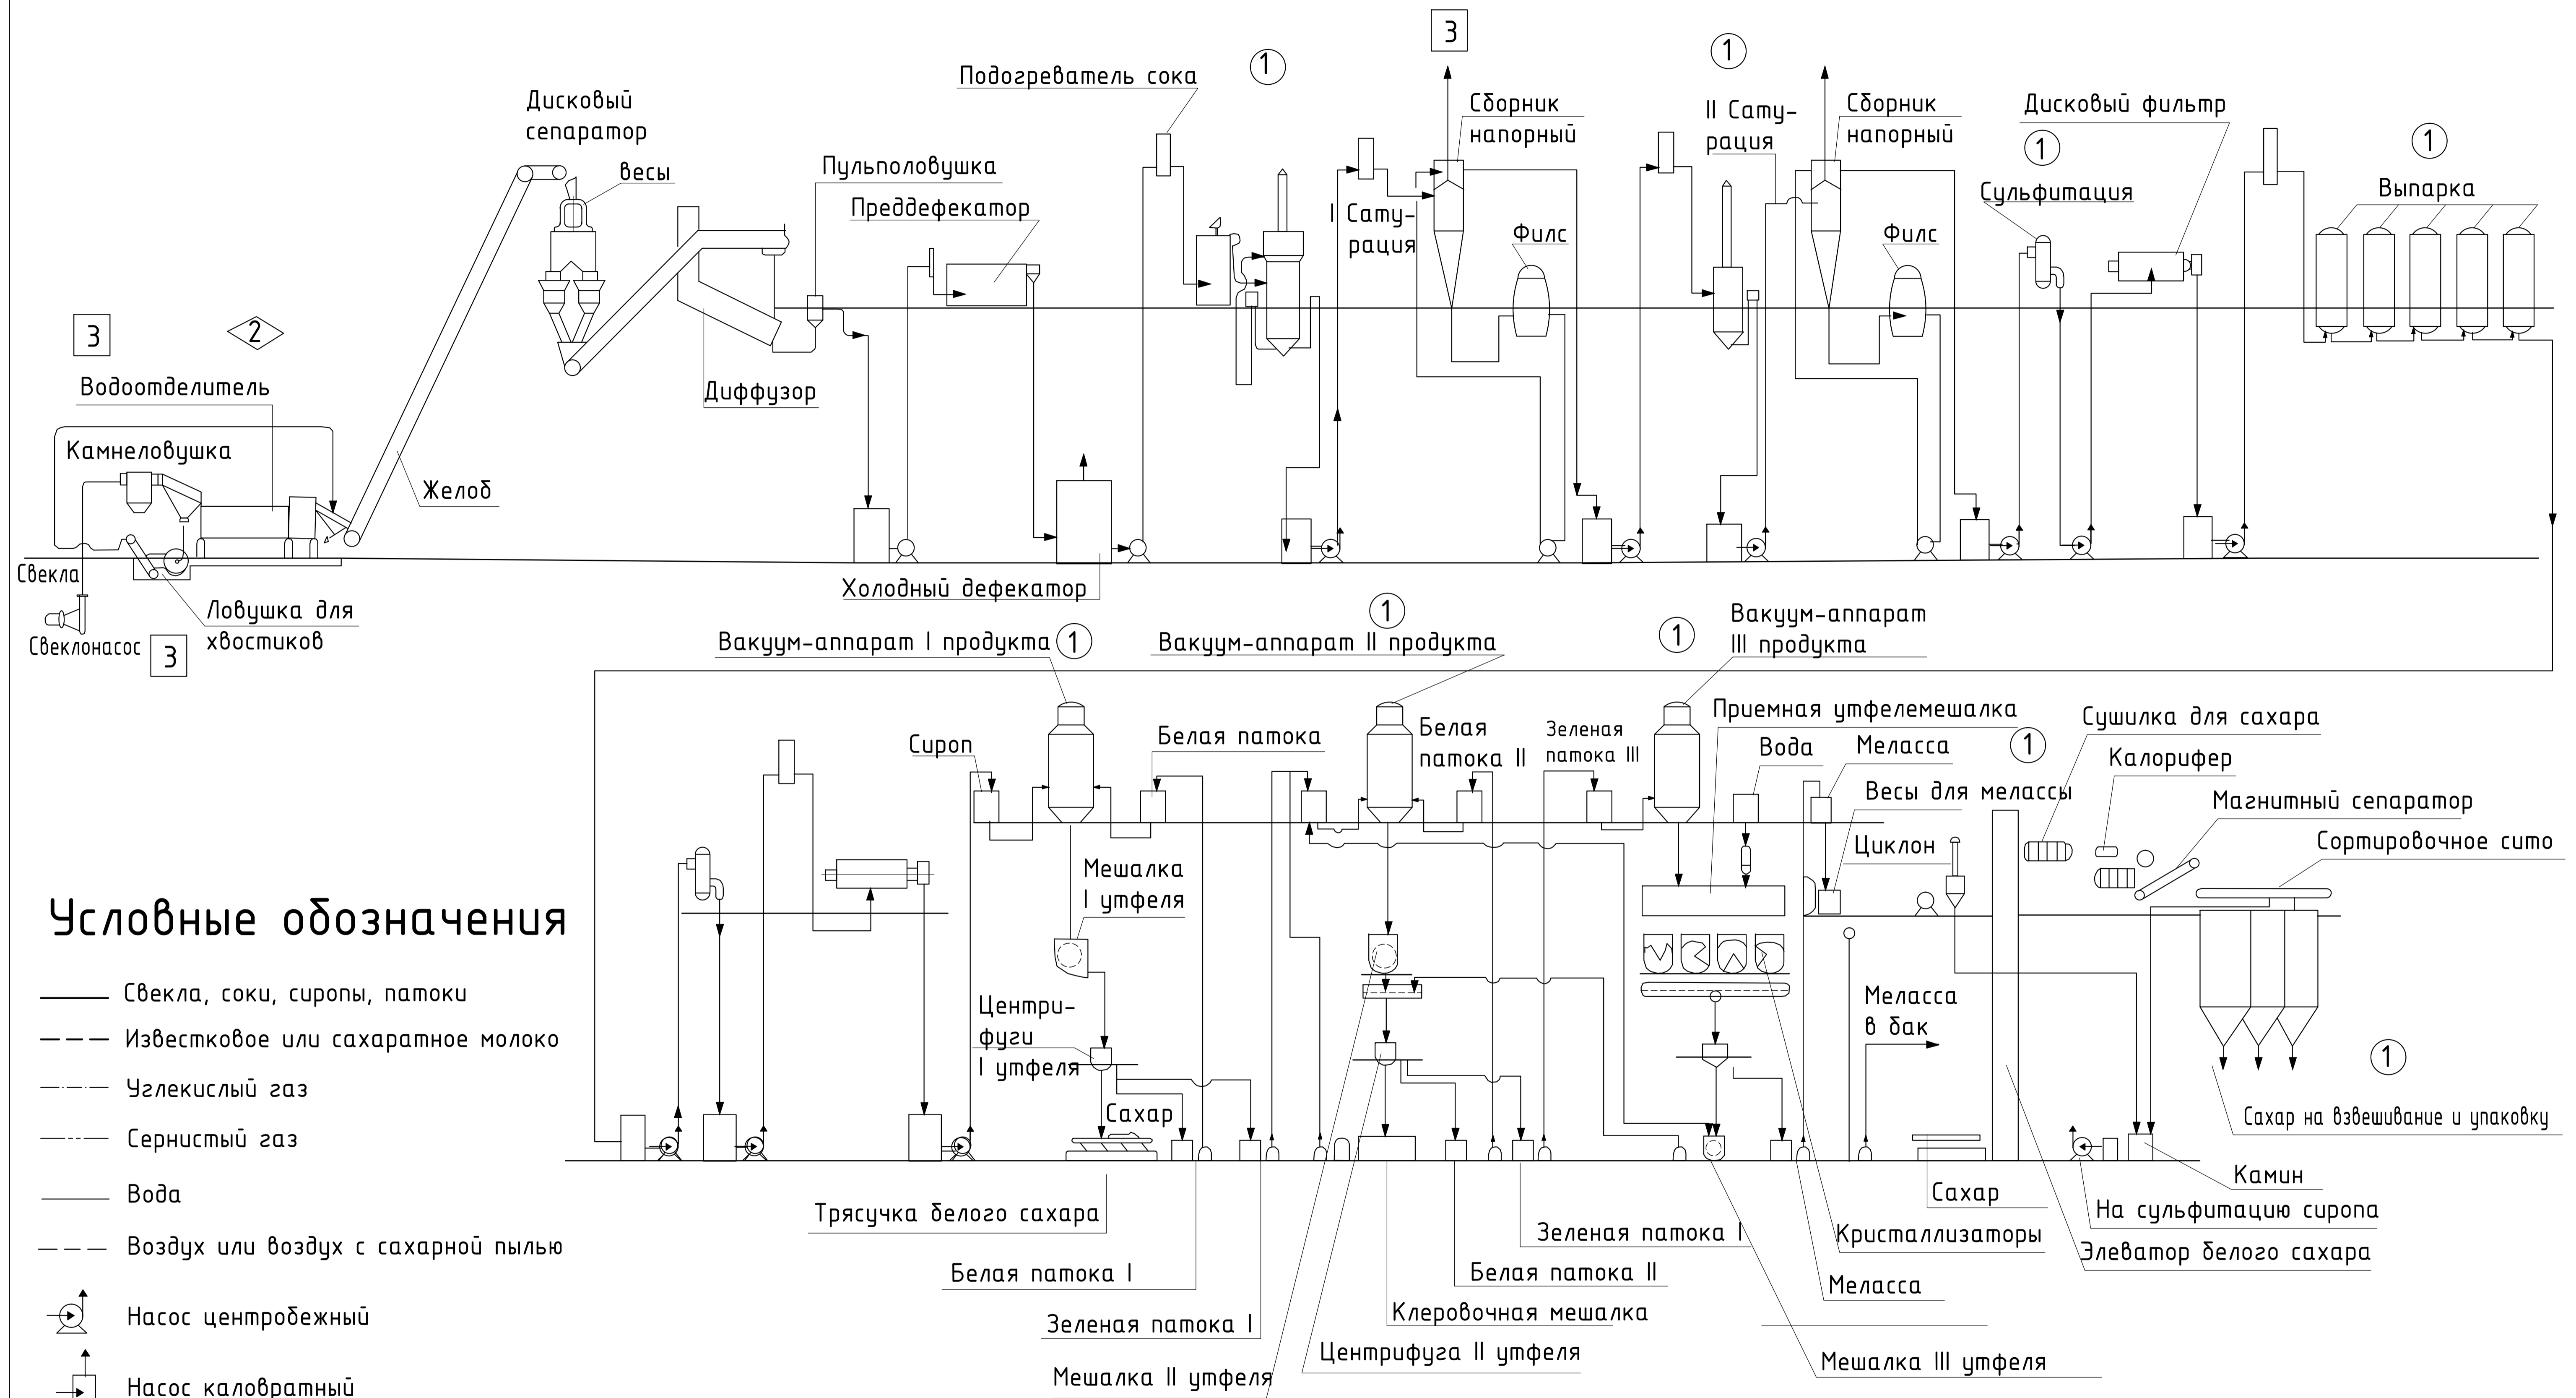 3
1
1
Подогреватель сока
Дисковый
сепаратор
весы
Сборник
напорный
II Сату-
рация
Сборник
напорный
Дисковый фильтр
1
1
Пульполовушка
Преддефекатор
Сульфитация
Выпарка
I Сату-
рация
Филс
Филс
3
2
Водоотделитель
Диффузор
Камнеловушка
Желоб
Свекла
Холодный дефекатор
Ловушка для
хвостиков
Свеклонасос
3
Вакуум-аппарат I продукта
1
1
Вакуум-аппарат II продукта
1
Вакуум-аппарат
III продукта
Сироп
Белая патока
Белая
патока II
Зеленая
патока III
Приемная утфелемешалка
Вода
Меласса
1
Сушилка для сахара
Калорифер
Весы для мелассы
Магнитный сепаратор
Циклон
Сортировочное сито
Мешалка
I утфеля
Центри-
фуги
I утфеля
Сахар
Меласса
в бак
1
Сахар на взвешивание и упаковку
Камин
Сахар
На сульфитацию сиропа
Элеватор белого сахара
Трясучка белого сахара
Зеленая патока I
Кристаллизаторы
Белая патока I
Белая патока II
Меласса
Зеленая патока I
Клеровочная мешалка
Мешалка II утфеля
Центрифуга II утфеля
Мешалка III утфеля
Условные обозначения
Свекла, соки, сиропы, патоки
Известковое или сахаратное молоко
Углекислый газ
Сернистый газ
Вода
Воздух или воздух с сахарной пылью
Насос центробежный
Насос каловратный